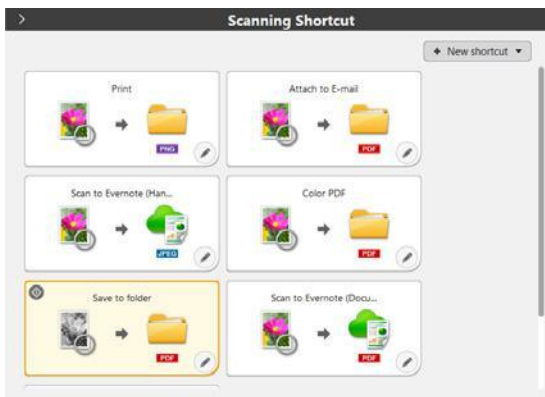 Scanning Shortcut
+ New shortcut
Print
PNG
Attach to E-mail
PDF
Scan to Evernote (Han...
JPEG
Color PDF
PDF
Save to folder
PDF
Scan to Evernote (Docu...
PDF